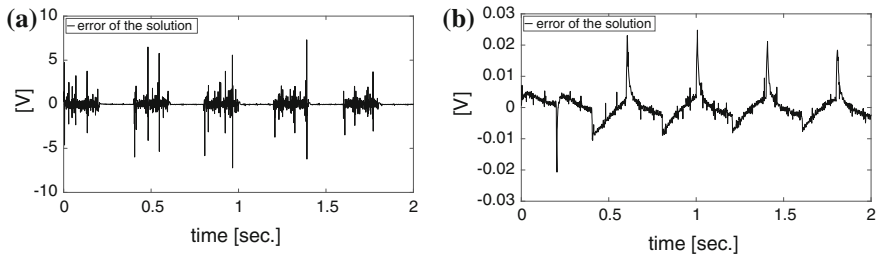 (a)
error of the solution
10
5
0
-5
-10
[V]
0
0.5
1
1.5
2
time [sec.]
(b)
error of the solution
0.03
0.02
0.01
0
-0.01
-0.02
-0.03
[V]
0
0.5
1
1.5
2
time [sec.]